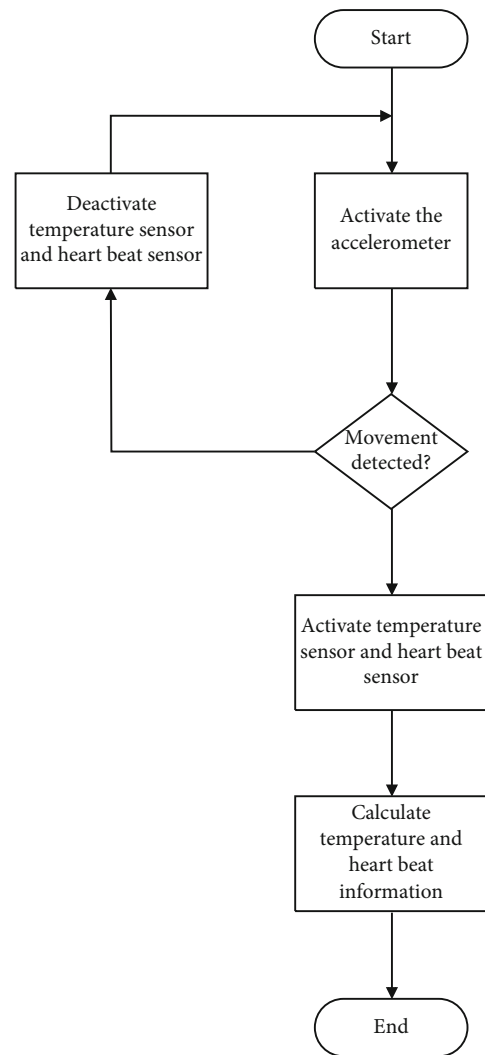 Start
Deactivate
temperature sensor
and heart beat sensor
Activate the
accelerometer
Movement
detected?
Activate temperature
sensor and heart beat
sensor
Calculate
temperature and
heart beat
information
End